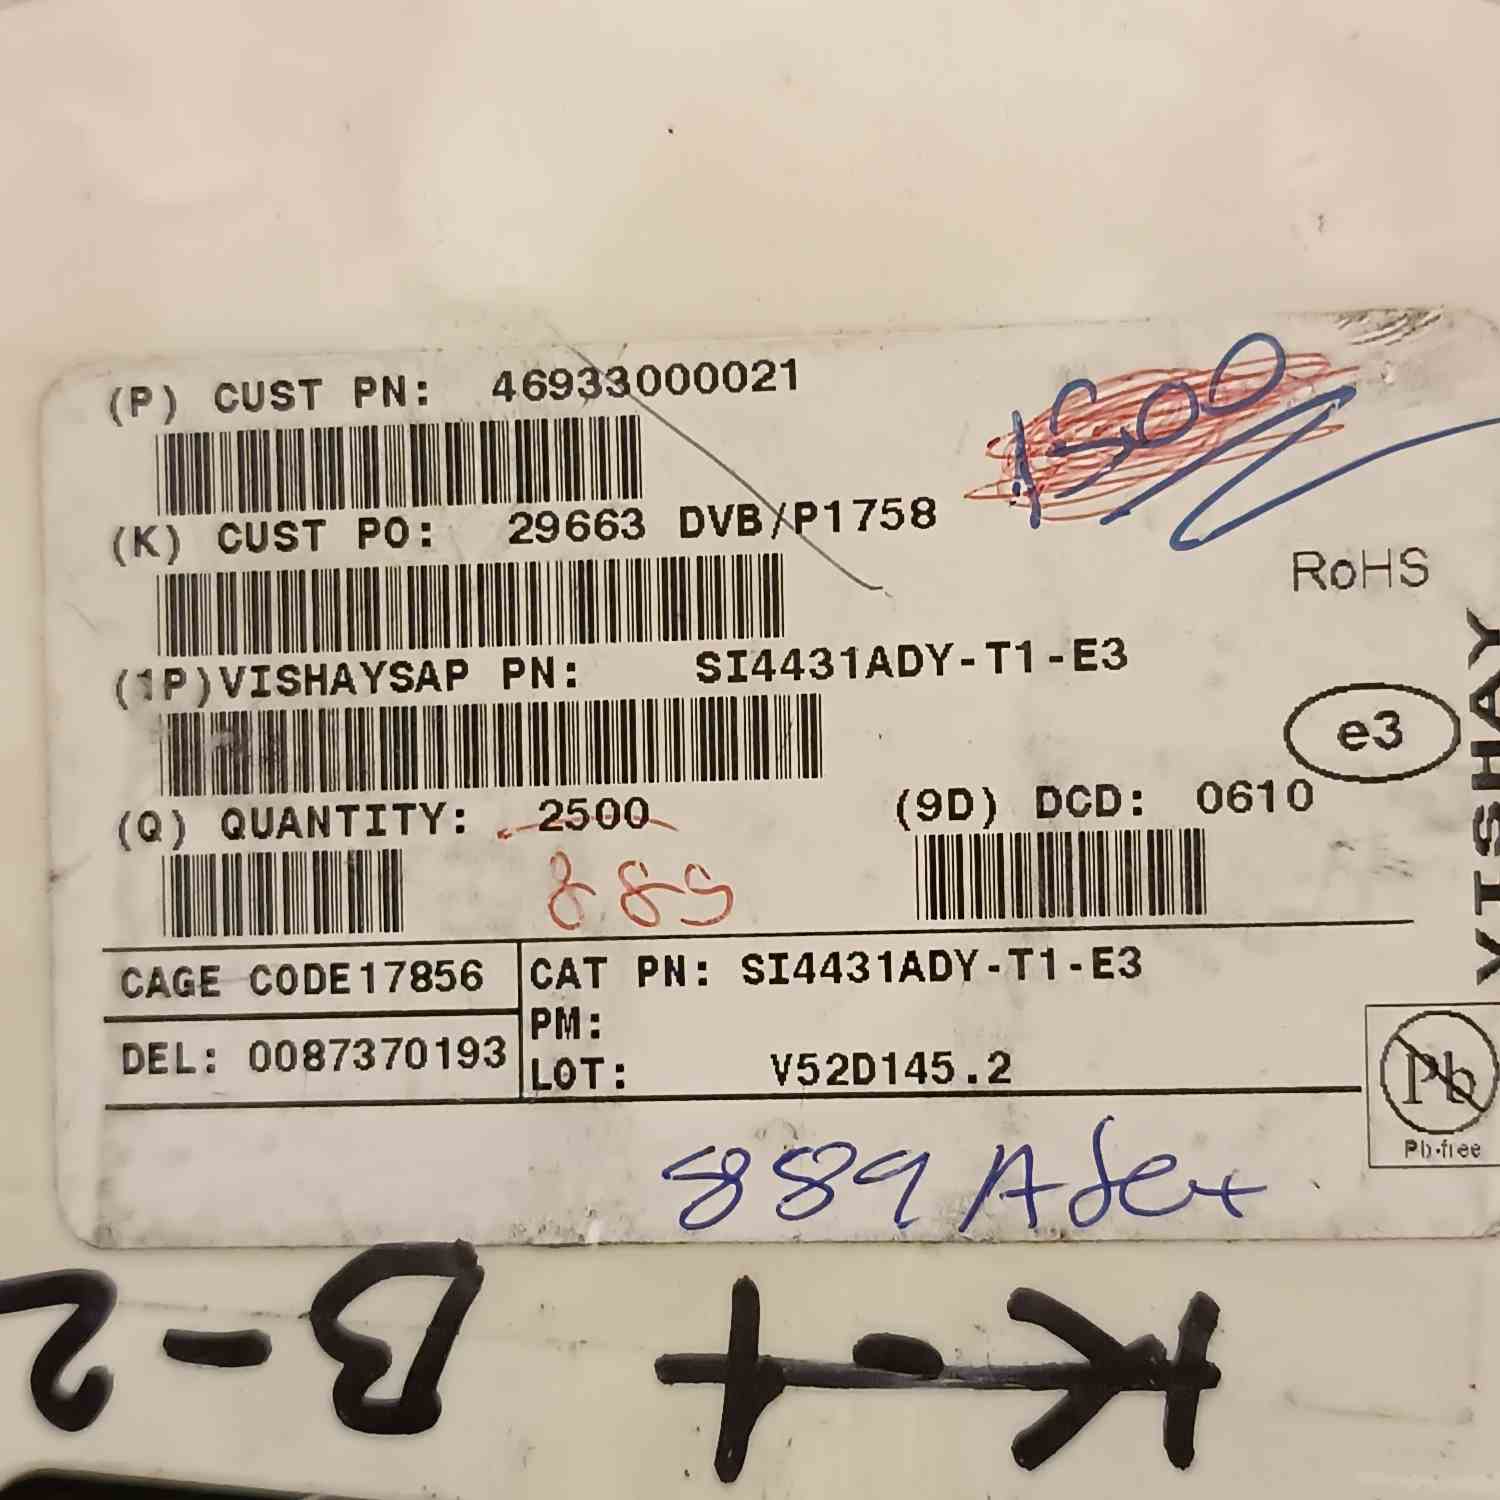 (P) CUST PN: 46933000021
1500
(K) CUST PO: 29663 DVB/P1758
RoHS
(1P)VISHAYSAP PN: SI4431ADY-T1-E3
e3
VISHAY
(Q) QUANTITY: 2500
(9D) DCD: 0610
889
CAGE CODE17856
CAT PN: SI4431ADY-T1-E3
PM:
DEL: 0087370193
LOT: V52D145.2
Pb
Pb-free
889
K-1
B-2